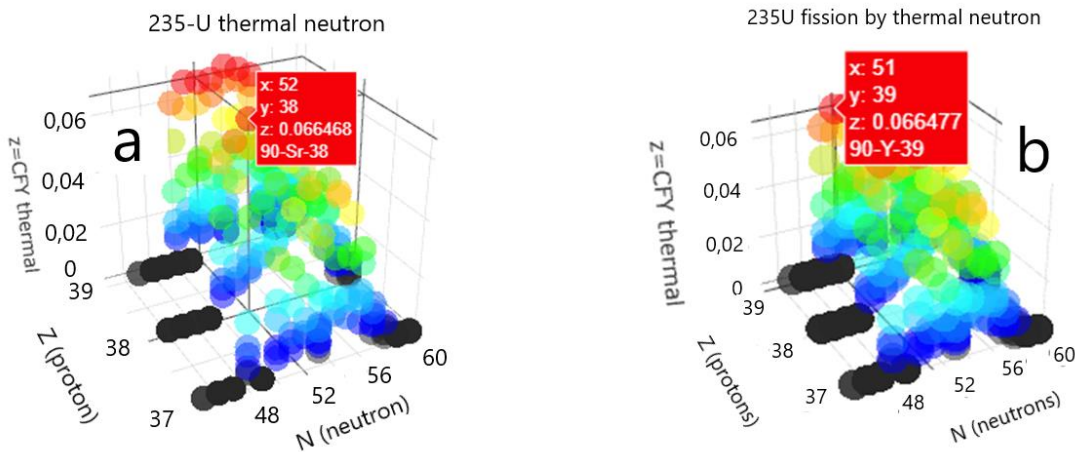 235-U thermal neutron
a
x: 52
y: 38
z: 0.066468
90-Sr-38
z=CFY thermal
0,06
0,04
0,02
0
39
38
37
Z (proton)
48
52
56
60
N (neutron)
235U fission by thermal neutron
b
x: 51
y: 39
z: 0.066477
90-Y-39
z=CFY thermal
0,06
0,04
0,02
0
39
38
37
Z (protons)
48
52
56
60
N (neutrons)